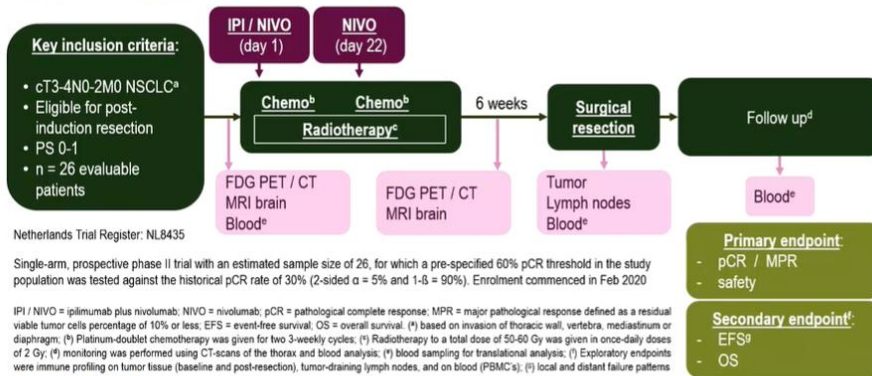 IPI / NIVO
(day 1)
NIVO
(day 22)
Key inclusion criteria:
• cT3-4N0-2M0 NSCLCᵃ
• Eligible for post-
induction resection
• PS 0-1
• n = 26 evaluable
patients
Chemoᵇ Chemoᵇ
Radiotherapyᶜ
6 weeks
Surgical
resection
Follow upᵈ
FDG PET / CT
MRI brain
Bloodᵉ
FDG PET / CT
MRI brain
Tumor
Lymph nodes
Bloodᵉ
Bloodᵉ
Netherlands Trial Register: NL8435
Single-arm, prospective phase II trial with an estimated sample size of 26, for which a pre-specified 60% pCR threshold in the study
population was tested against the historical pCR rate of 30% (2-sided α = 5% and 1-ß = 90%). Enrolment commenced in Feb 2020
IPI / NIVO = ipilimumab plus nivolumab; NIVO = nivolumab; pCR = pathological complete response; MPR = major pathological response defined as a residual
viable tumor cells percentage of 10% or less; EFS = event-free survival; OS = overall survival. (ᵃ) based on invasion of thoracic wall, vertebra, mediastinum or
diaphragm; (ᵇ) Platinum-doublet chemotherapy was given for two 3-weekly cycles; (ᶜ) Radiotherapy to a total dose of 50-60 Gy was given in once-daily doses
of 2 Gy; (ᵈ) monitoring was performed using CT-scans of the thorax and blood analysis; (ᵉ) blood sampling for translational analysis; (ᶠ) Exploratory endpoints
were immune profiling on tumor tissue (baseline and post-resection), tumor-draining lymph nodes, and on blood (PBMC's); (ᵍ) local and distant failure patterns
Primary endpoint:
- pCR / MPR
- safety
Secondary endpointᶠ:
- EFSᵍ
- OS